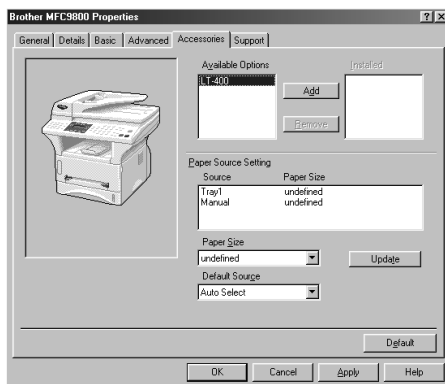 Brother MFC9800 Properties
General Details Basic Advanced Accessories Support
Available Options
Installed
LT-400
Add
Remove
Paper Source Setting
Source Paper Size
Tray1 undefined
Manual undefined
Paper Size
undefined
Update
Default Source
Auto Select
Default
OK Cancel Apply Help